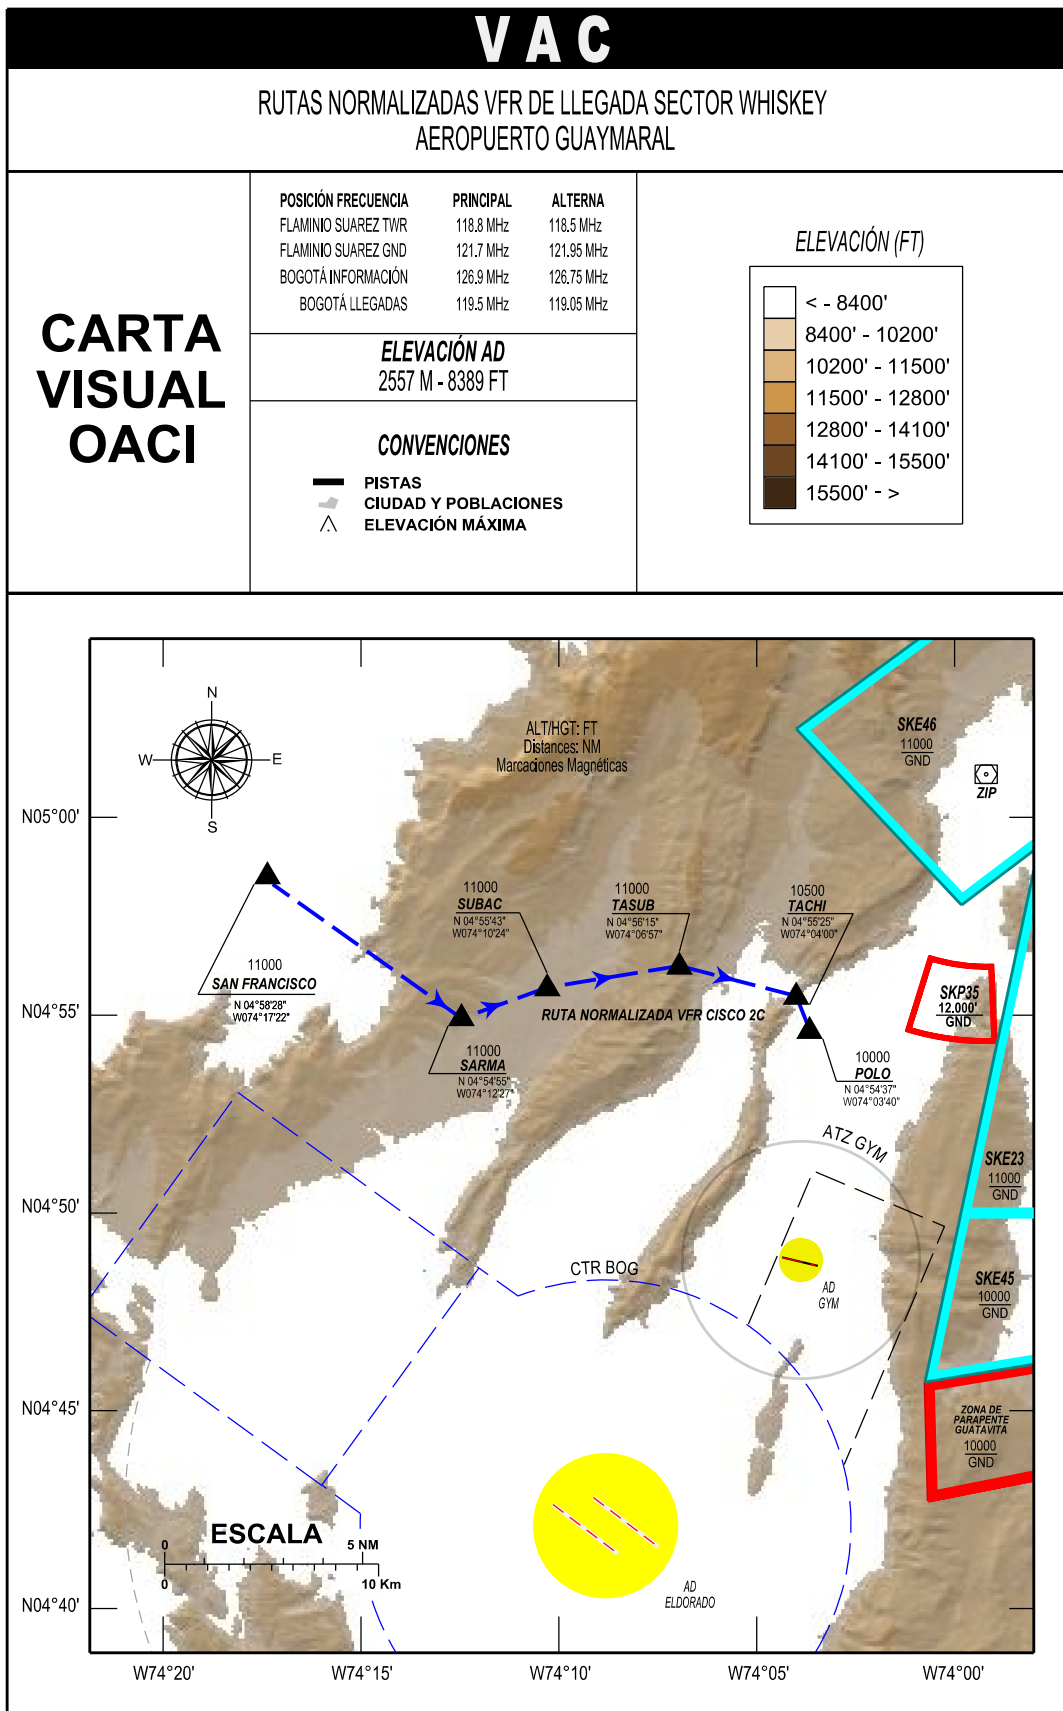 VAC
RUTAS NORMALIZADAS VFR DE LLEGADA SECTOR WHISKEY
AEROPUERTO GUAYMARAL
CARTA
VISUAL
OACI
POSICIÓN FRECUENCIA PRINCIPAL ALTERNA
FLAMINIO SUAREZ TWR 118.8 MHz 118.5 MHz
FLAMINIO SUAREZ GND 121.7 MHz 121.95 MHz
BOGOTÁ INFORMACIÓN 126.9 MHz 126.75 MHz
BOGOTÁ LLEGADAS 119.5 MHz 119.05 MHz
ELEVACIÓN AD
2557 M - 8389 FT
CONVENCIONES
PISTAS
CIUDAD Y POBLACIONES
ELEVACIÓN MÁXIMA
ELEVACIÓN (FT)
< - 8400'
8400' - 10200'
10200' - 11500'
11500' - 12800'
12800' - 14100'
14100' - 15500'
15500' - >
N
W
E
S
ALT/HGT: FT
Distances: NM
Marcaciones Magnéticas
SKE46
11000
GND
ZIP
N05°00'
11000
SUBAC
N 04°55'43"
W074°10'24"
11000
TASUB
N 04°56'15"
W074°06'57"
10500
TACHI
N 04°55'25"
W074°04'00"
11000
SAN FRANCISCO
N 04°58'28"
W074°17'22"
SKP35
12.000'
GND
N04°55'
RUTA NORMALIZADA VFR CISCO 2C
11000
SARMA
N 04°54'55"
W074°12'27"
10000
POLO
N 04°54'37"
W074°03'40"
ATZ GYM
SKE23
11000
GND
N04°50'
CTR BOG
AD
GYM
SKE45
10000
GND
N04°45'
ZONA DE
PARAPENTE
GUATAVITA
10000
GND
ESCALA
0 5 NM
0 10 Km
AD
ELDORADO
N04°40'
W74°20' W74°15' W74°10' W74°05' W74°00'